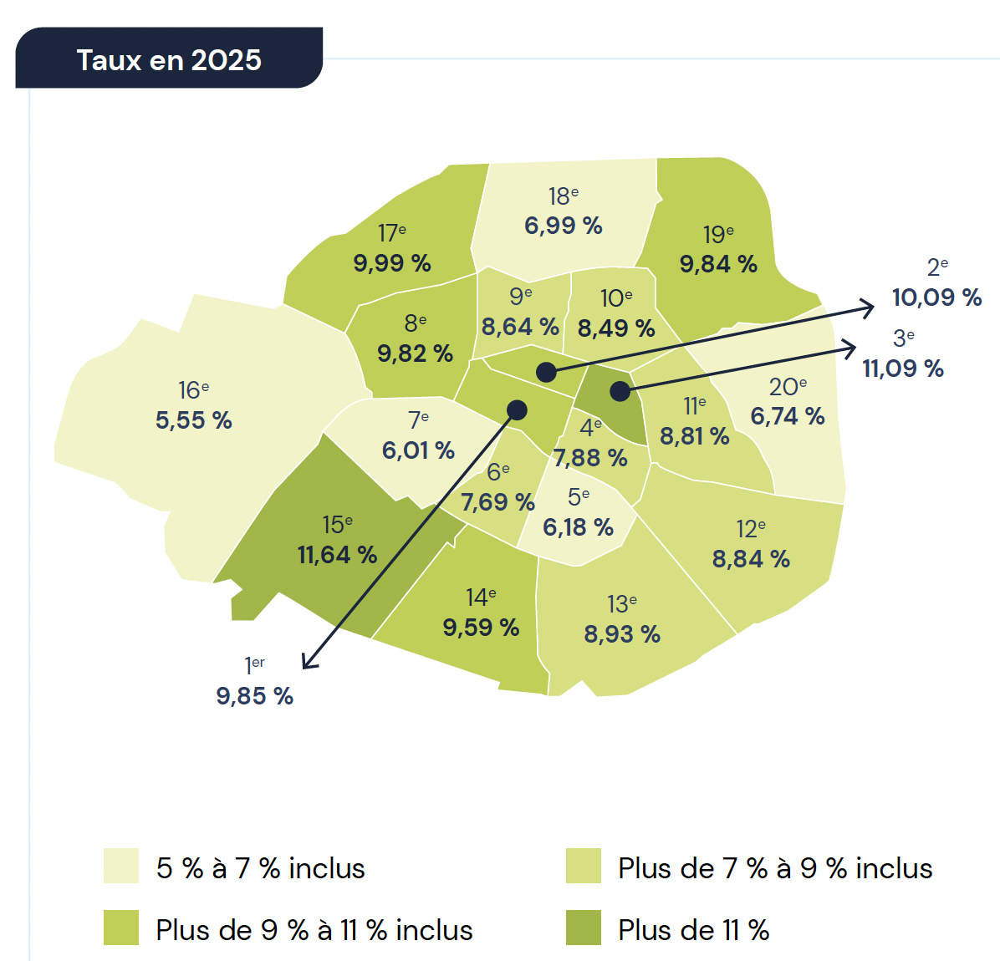 Taux en 2025
18e
6,99 %
17e
9,99 %
19e
9,84 %
2e
10,09 %
9e
8,64 %
10e
8,49 %
8e
9,82 %
3e
11,09 %
16e
5,55 %
20e
6,74 %
11e
8,81 %
7e
6,01 %
4e
7,88 %
6e
7,69 %
5e
6,18 %
15e
11,64 %
12e
8,84 %
14e
9,59 %
13e
8,93 %
1er
9,85 %
5 % à 7 % inclus
Plus de 7 % à 9 % inclus
Plus de 9 % à 11 % inclus
Plus de 11 %